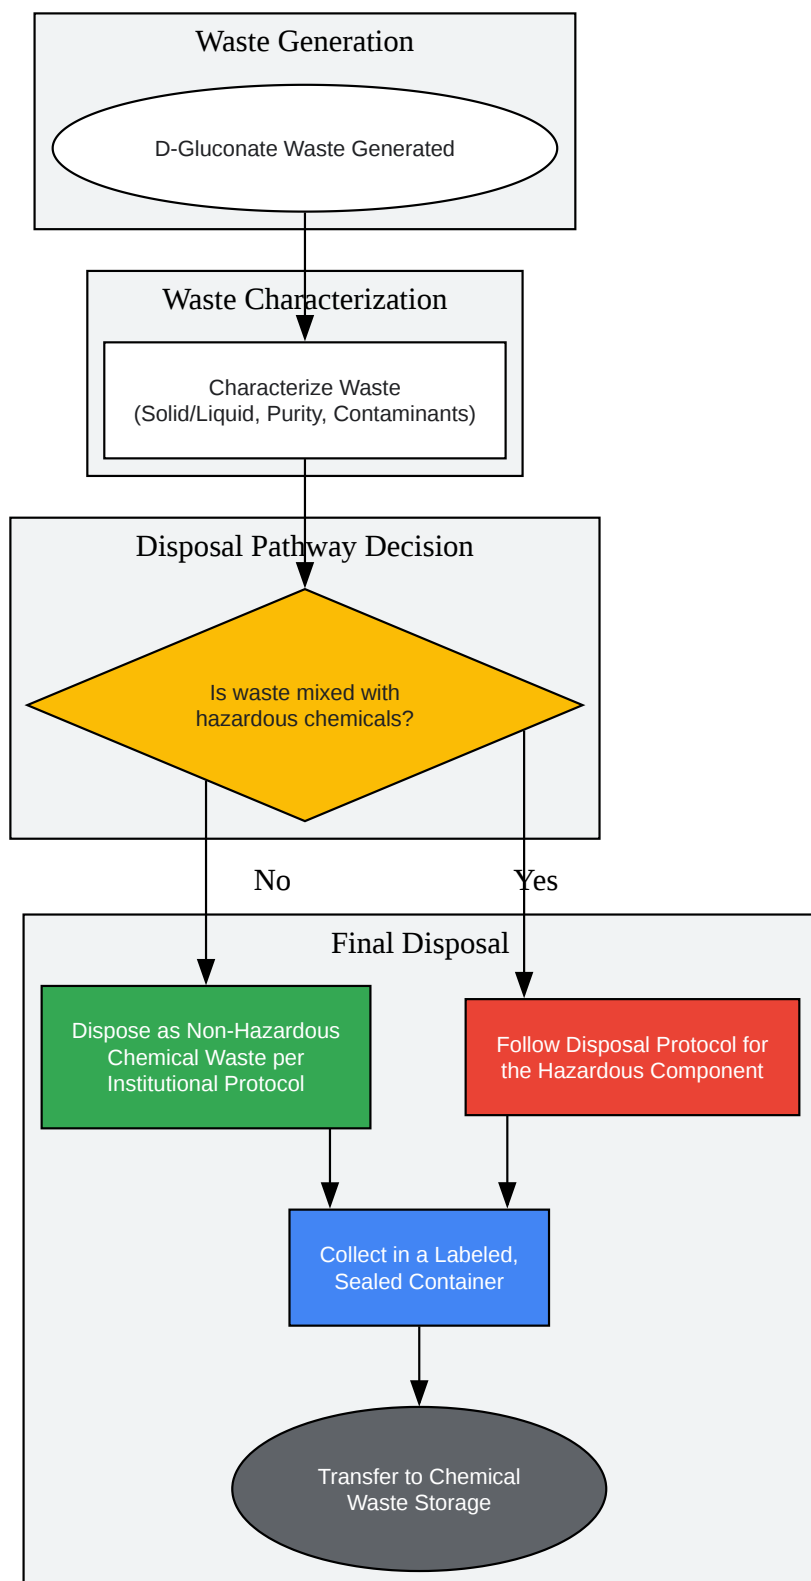 Waste Generation
D-Gluconate Waste Generated
Waste Characterization
Characterize Waste
(Solid/Liquid, Purity, Contaminants)
Disposal Pathway Decision
Is waste mixed with
hazardous chemicals?
No
Yes
Final Disposal
Dispose as Non-Hazardous
Chemical Waste per
Institutional Protocol
Follow Disposal Protocol for
the Hazardous Component
Collect in a Labeled,
Sealed Container
Transfer to Chemical
Waste Storage